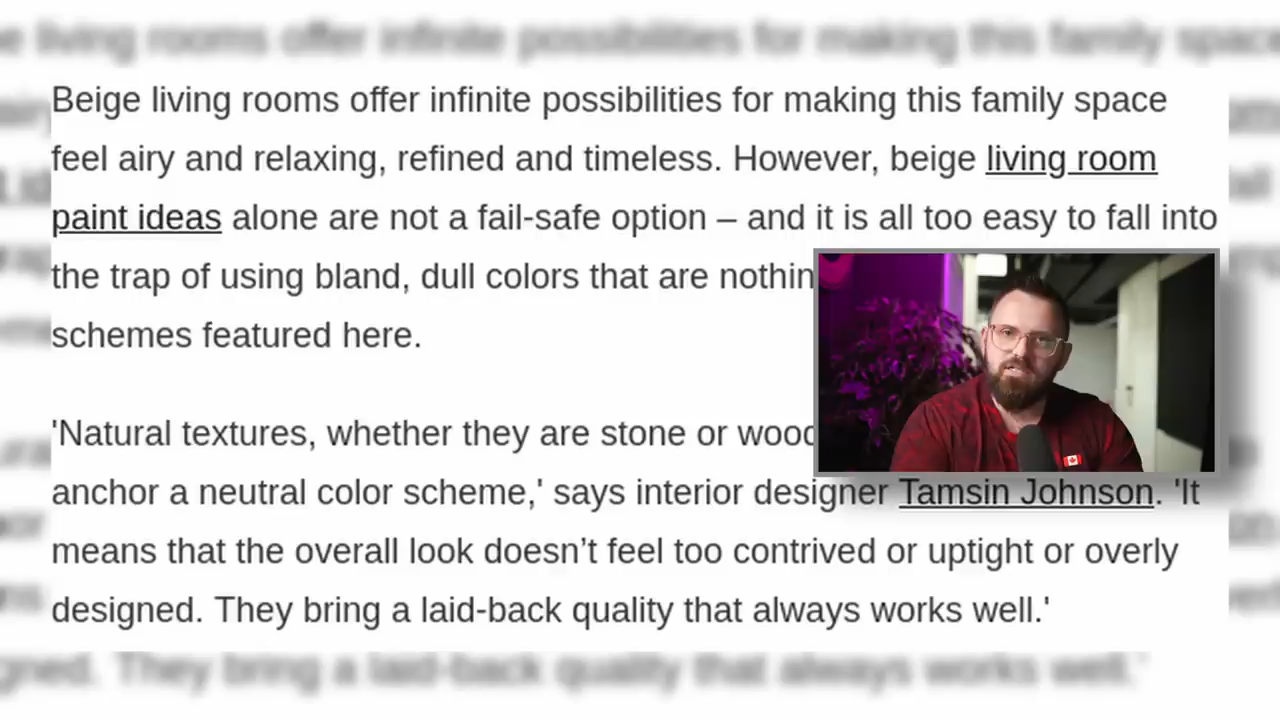 Beige living rooms offer infinite possibilities for making this family space
feel airy and relaxing, refined and timeless. However, beige living room
paint ideas alone are not a fail-safe option – and it is all too easy to fall into
the trap of using bland, dull colors that are
schemes featured here.
'Natural textures, whether they are stone or
anchor a neutral color scheme,' says interior designer Tamsin Johnson. 'It
means that the overall look doesn’t feel too contrived or uptight or overly
designed. They bring a laid-back quality that always works well.'